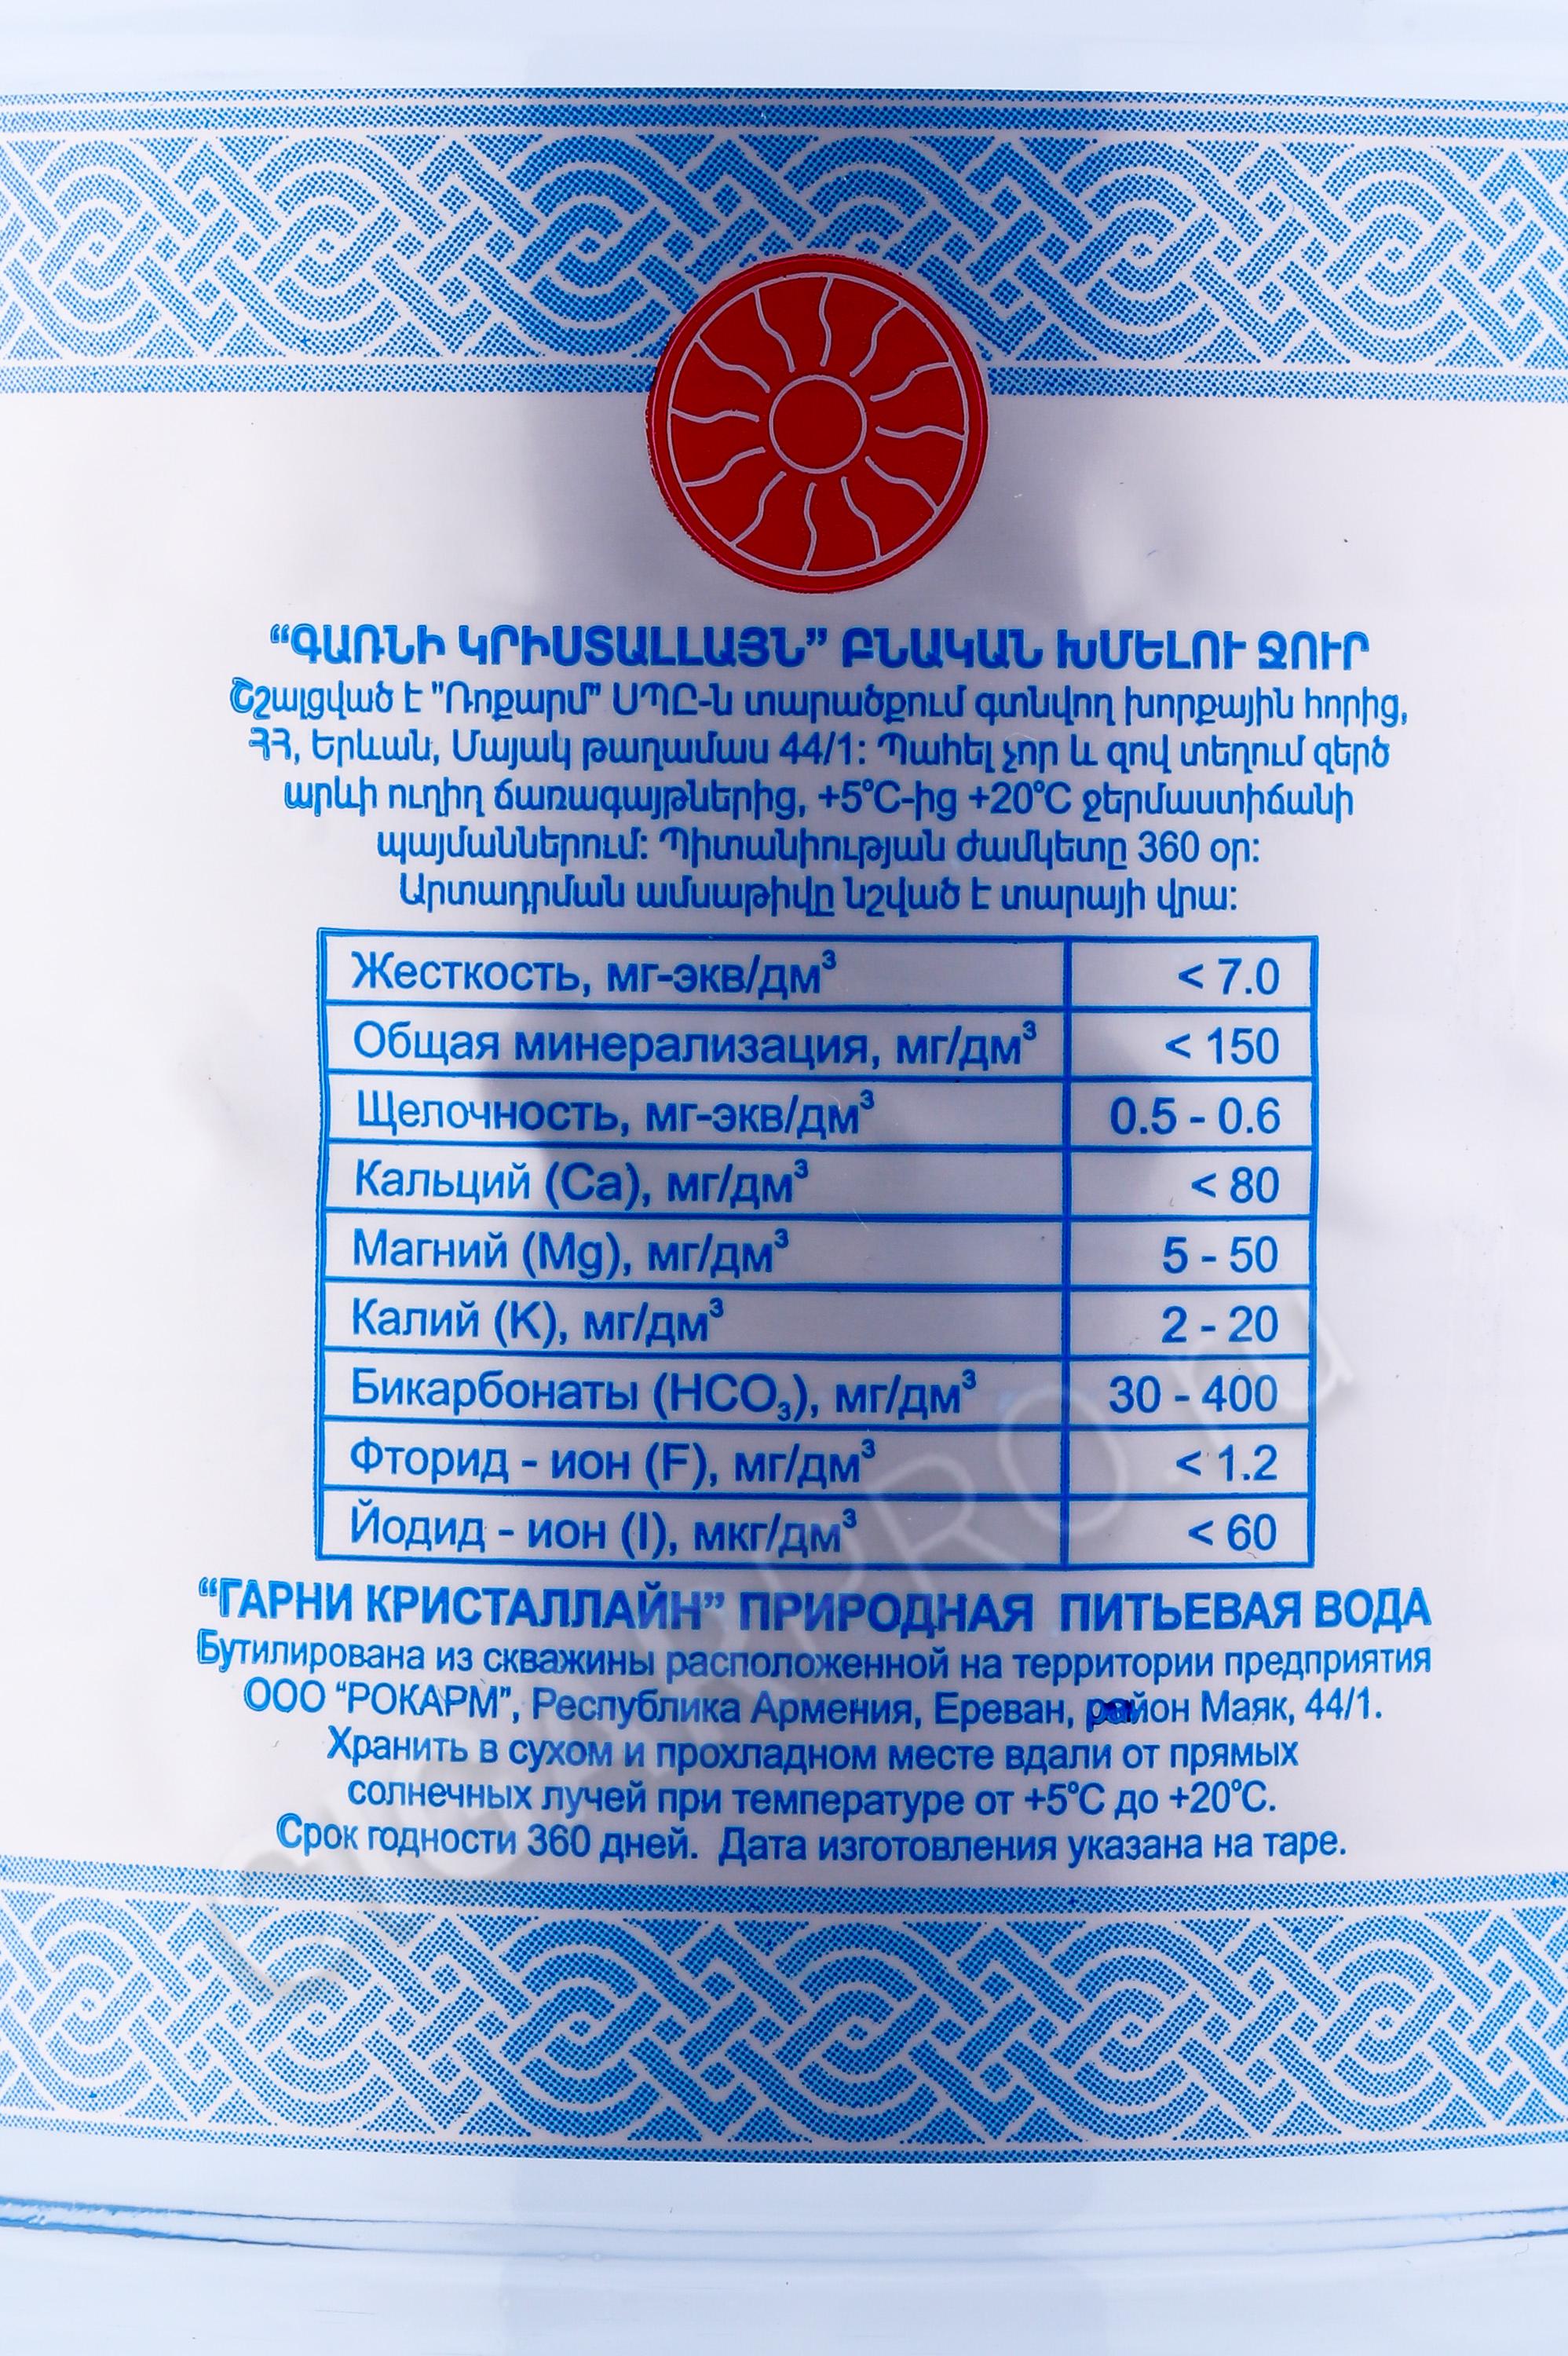 “ԳԱՌՆԻ ԿՐԻՍՏԱԼԼԱՅՆ” ԲՆԱԿԱՆ ԽՄԵԼՈՒ ՋՈՒՐ
Շշալցված է "Ռոքարմ" ՍՊԸ-ն տարածքում գտնվող խորքային հորից,
ՀՀ, Երևան, Մայակ թաղամաս 44/1: Պահել չոր և զով տեղում զերծ
արևի ուղիղ ճառագայթներից, +5°C-ից +20°C ջերմաստիճանի
պայմաններում: Պիտանիության ժամկետը 360 օր:
Արտադրման ամսաթիվը նշված է տարայի վրա:
Жесткость, мг-экв/дм³ < 7.0
Общая минерализация, мг/дм³ < 150
Щелочность, мг-экв/дм³ 0.5 - 0.6
Кальций (Ca), мг/дм³ < 80
Магний (Mg), мг/дм³ 5 - 50
Калий (K), мг/дм³ 2 - 20
Бикарбонаты (HCO₃), мг/дм³ 30 - 400
Фторид - ион (F), мг/дм³ < 1.2
Йодид - ион (I), мкг/дм³ < 60
“ГАРНИ КРИСТАЛЛАЙН” ПРИРОДНАЯ ПИТЬЕВАЯ ВОДА
Бутилирована из скважины расположенной на территории предприятия
ООО “РОКАРМ”, Республика Армения, Ереван, район Маяк, 44/1.
Хранить в сухом и прохладном месте вдали от прямых
солнечных лучей при температуре от +5°C до +20°C.
Срок годности 360 дней. Дата изготовления указана на таре.